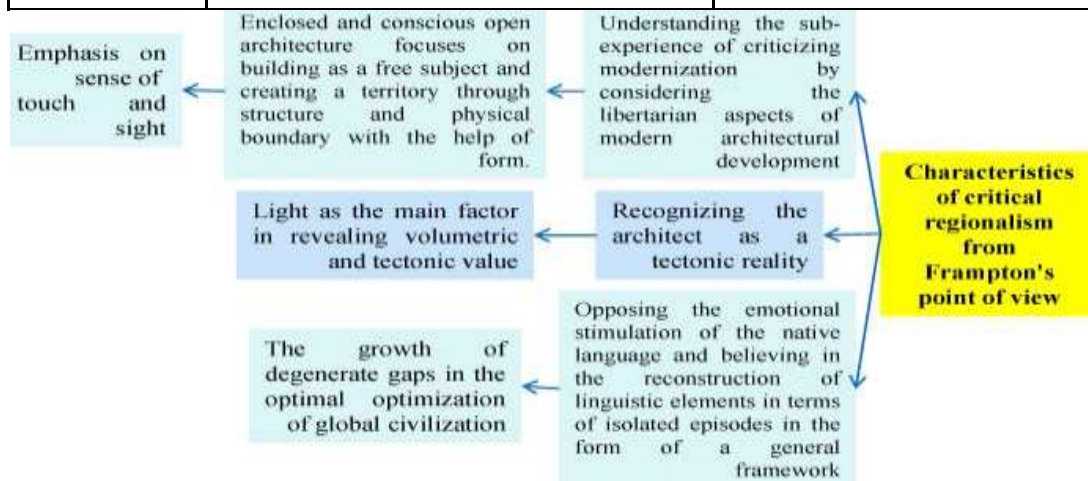 Emphasis on
sense of
touch and
sight
Enclosed and conscious open
architecture focuses on
building as a free subject and
creating a territory through
structure and physical
boundary with the help of
form.
Understanding the sub-
experience of criticizing
modernization by
considering the
libertarian aspects of
modern architectural
development
Light as the main factor
in revealing volumetric
and tectonic value
Recognizing the
architect as a
tectonic reality
Characteristics
of critical
regionalism
from
Frampton's
point of view
The growth of
degenerate gaps in the
optimal optimization
of global civilization
Opposing the emotional
stimulation of the native
language and believing in
the reconstruction of
linguistic elements in terms
of isolated episodes in the
form of a general
framework